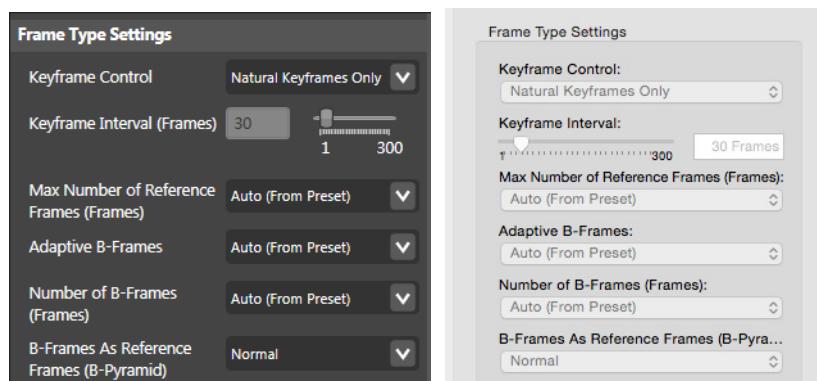 Frame Type Settings
Keyframe Control
Natural Keyframes Only
Keyframe Interval (Frames)
30
1 300
Max Number of Reference
Frames (Frames)
Auto (From Preset)
Adaptive B-Frames
Auto (From Preset)
Number of B-Frames
(Frames)
Auto (From Preset)
B-Frames As Reference
Frames (B-Pyramid)
Normal
Frame Type Settings
Keyframe Control:
Natural Keyframes Only
Keyframe Interval:
1 300
30 Frames
Max Number of Reference Frames (Frames):
Auto (From Preset)
Adaptive B-Frames:
Auto (From Preset)
Number of B-Frames (Frames):
Auto (From Preset)
B-Frames As Reference Frames (B-Pyra...
Normal